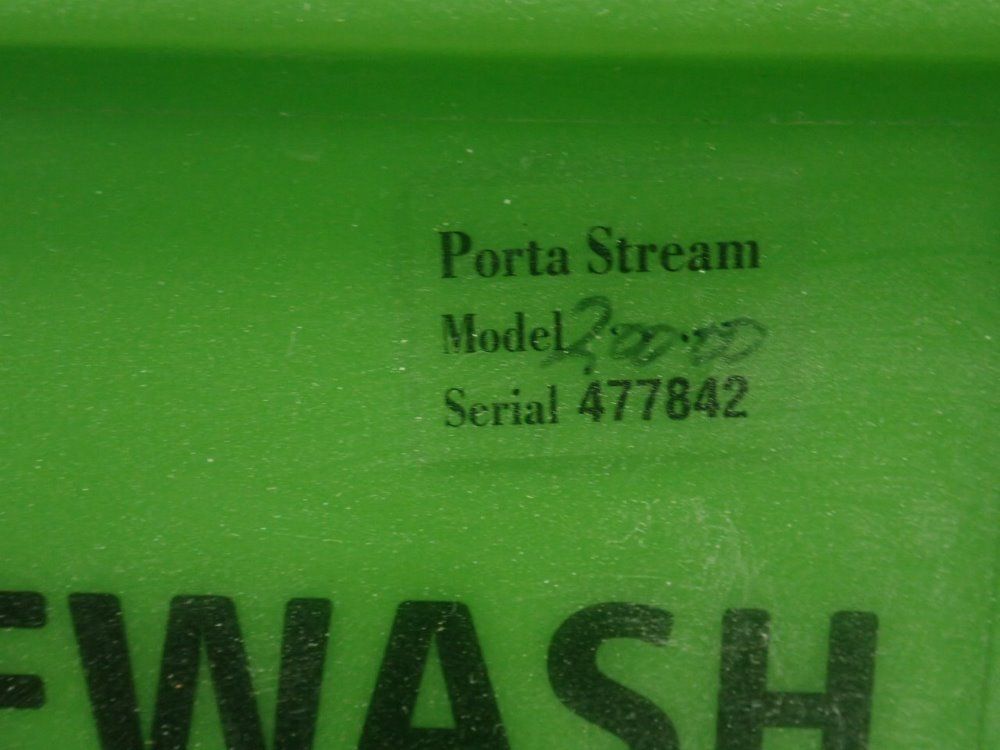 Porta Stream
Model
Serial 477842
EWASH